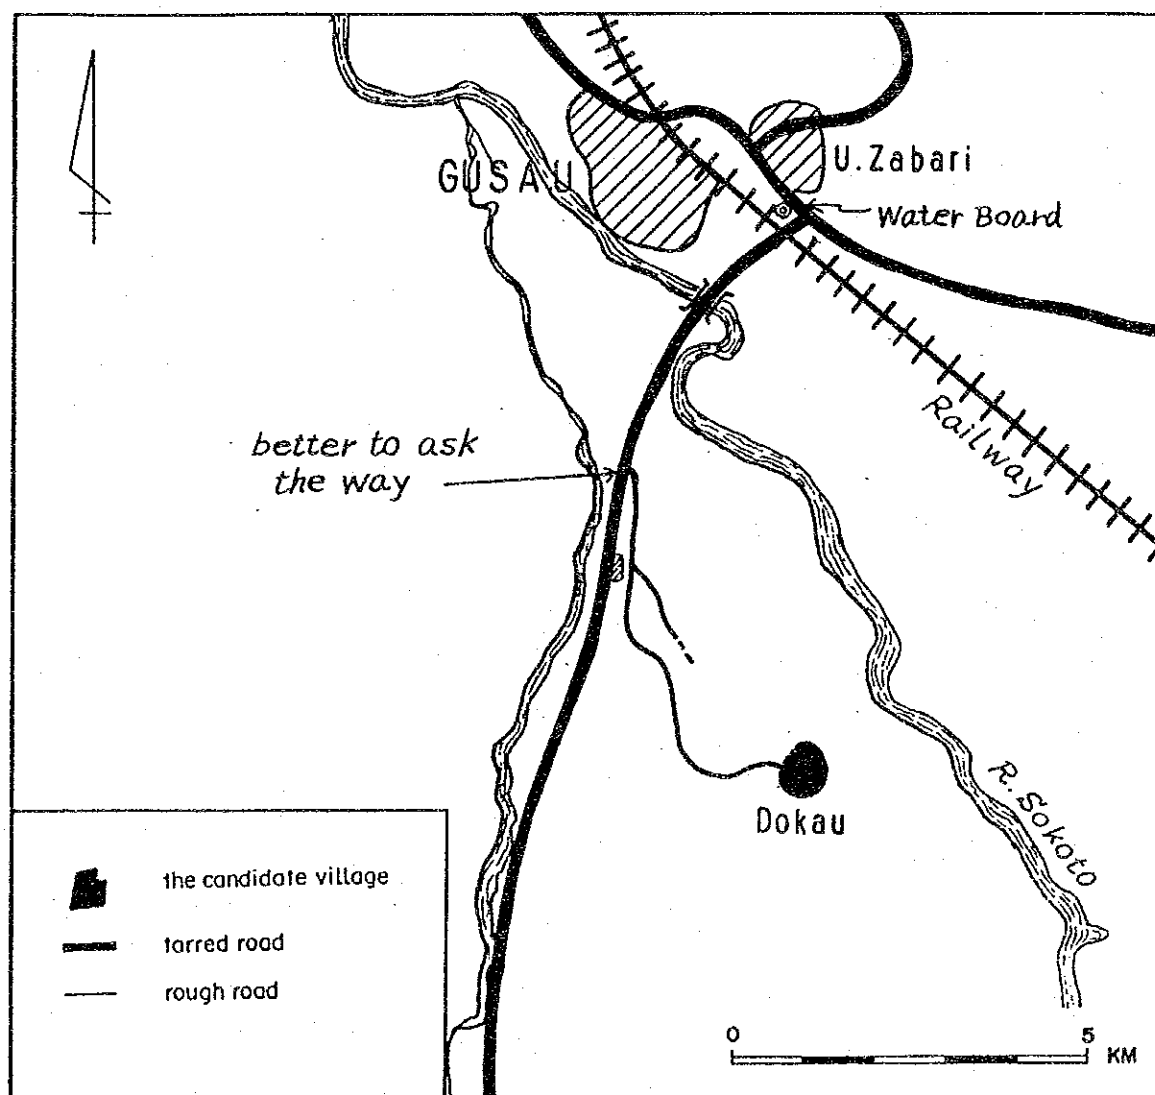 GUSAU
U.Zabari
Water Board
Railway
better to ask
the way
Dokau
R. Sokoto
the candidate village
tarred road
rough road
0 5
KM